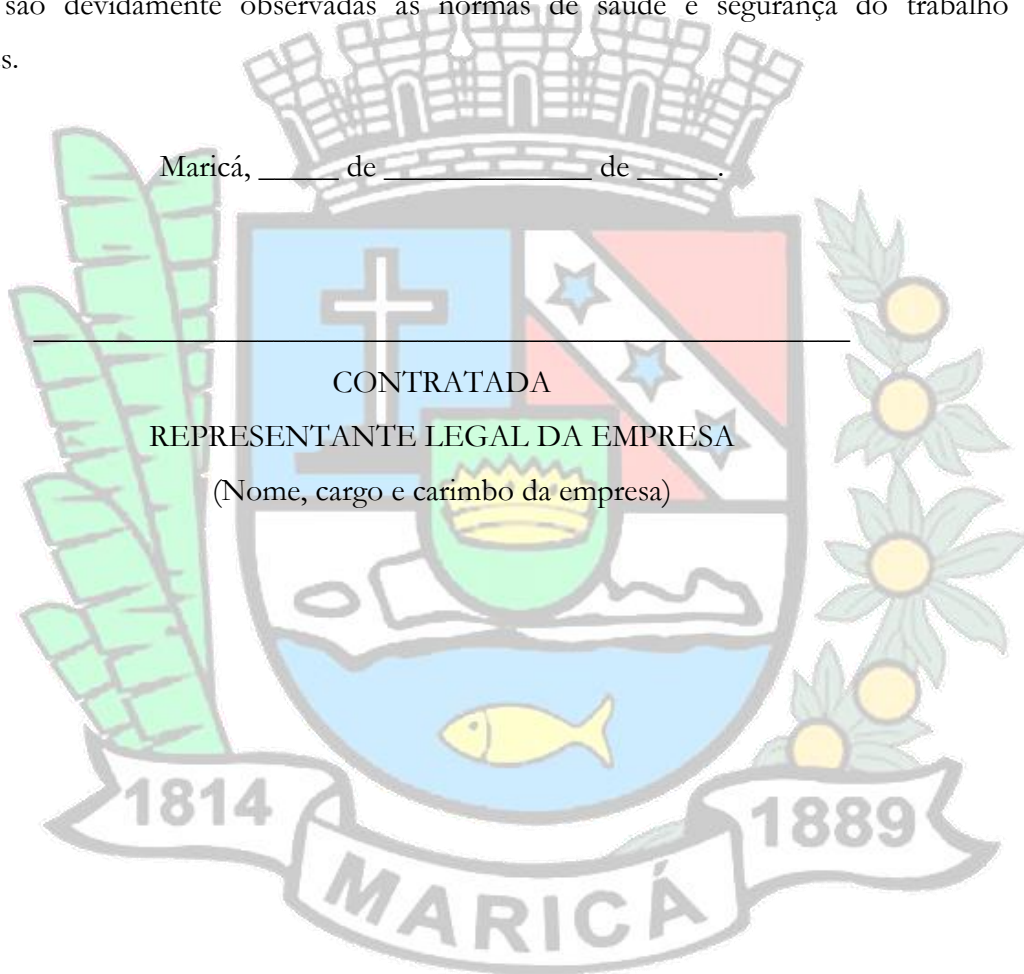 são devidamente observadas as normas de saúde e segurança do trabalho
s.
Maricá, _____ de _____________ de _____.
CONTRATADA
REPRESENTANTE LEGAL DA EMPRESA
(Nome, cargo e carimbo da empresa)
1814
1889
MARICÁ